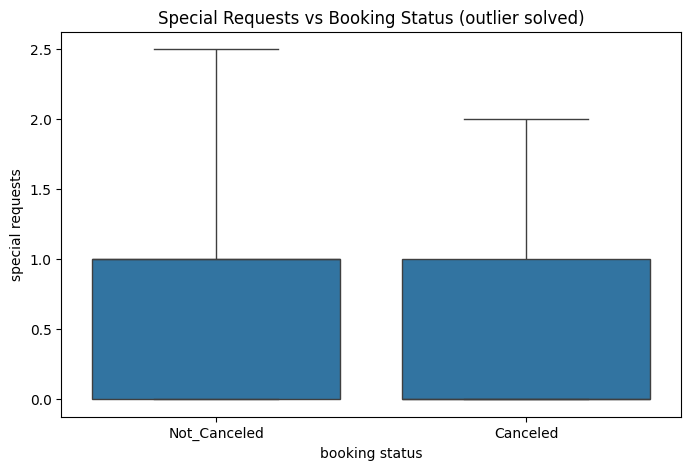 Special Requests vs Booking Status (outlier solved)
2.5
2.0
1.5
1.0
0.5
0.0
special requests
Not_Canceled
Canceled
booking status